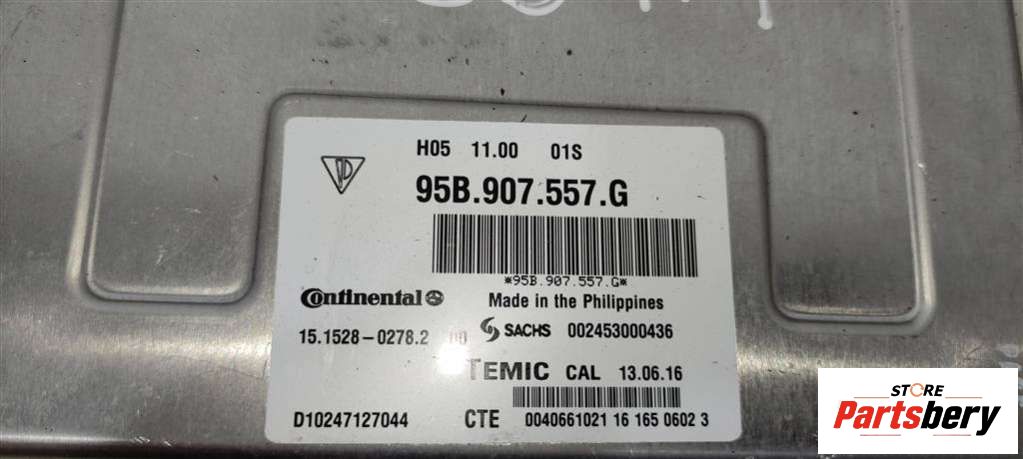 H05 11.00 01S
95B.907.557.G
*95B.907.557.G*
Continental
Made in the Philippines
15.1528-0278.2 00
SACHS 002453000436
TEMIC CAL 13.06.16
D10247127044 CTE 0040661021 16 165 0602 3
STORE
Partsbery